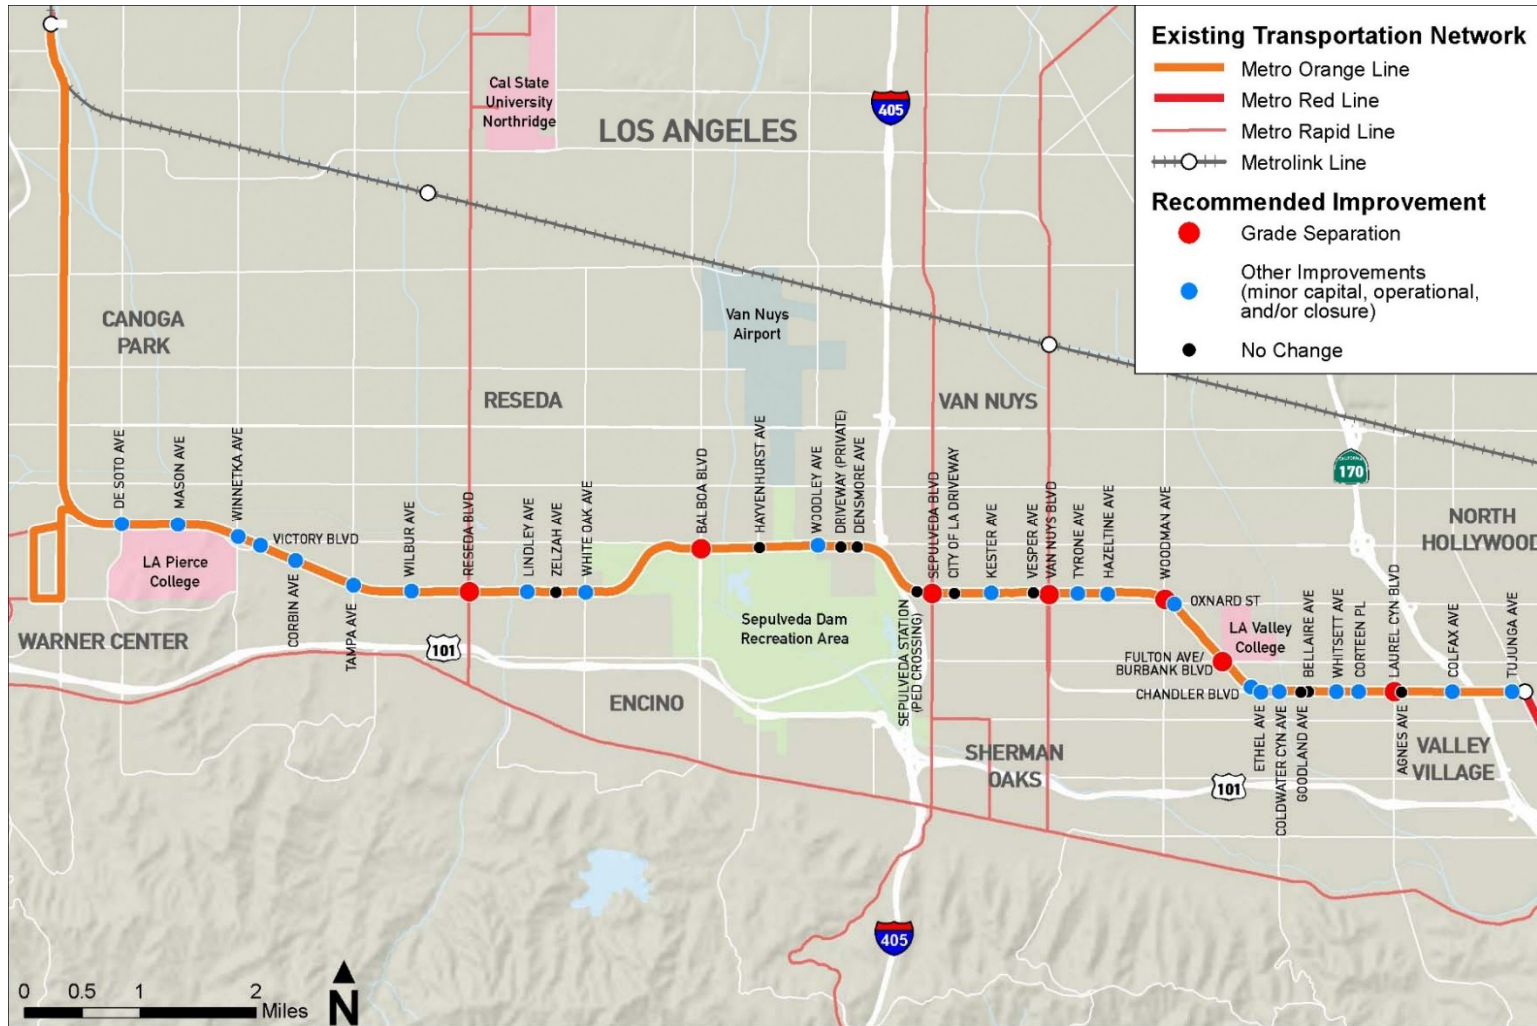 Existing Transportation Network
Metro Orange Line
Metro Red Line
Metro Rapid Line
Metrolink Line
Recommended Improvement
Grade Separation
Other Improvements
(minor capital, operational,
and/or closure)
No Change
Cal State
University
Northridge
LOS ANGELES
405
CANOGA
PARK
Van Nuys
Airport
RESEDA
VAN NUYS
CALIFORNIA
170
NORTH
HOLLYWOOD
DE SOTO AVE
MASON AVE
WINNETKA AVE
VICTORY BLVD
CORBIN AVE
TAMPA AVE
WILBUR AVE
RESEDA BLVD
LINDLEY AVE
ZELZAH AVE
WHITE OAK AVE
BALBOA BLVD
HAYVENHURST AVE
WOODLEY AVE
DRIVEWAY (PRIVATE)
DENSMORE AVE
SEPULVEDA STATION
(PED CROSSING)
SEPULVEDA BLVD
CITY OF LA DRIVEWAY
KESTER AVE
VESPER AVE
VAN NUYS BLVD
TYRONE AVE
HAZELTINE AVE
WOODMAN AVE
OXNARD ST
FULTON AVE/
BURBANK BLVD
CHANDLER BLVD
ETHEL AVE
COLDWATER CYN AVE
GOODLAND AVE
BELLAIRE AVE
WHITSETT AVE
CORTEEN PL
LAUREL CYN BLVD
AGNES AVE
COLFAX AVE
TUJUNGA AVE
LA Pierce
College
LA Valley
College
Sepulveda Dam
Recreation Area
WARNER CENTER
101
ENCINO
SHERMAN
OAKS
VALLEY
VILLAGE
101
405
0 0.5 1 2
Miles
N